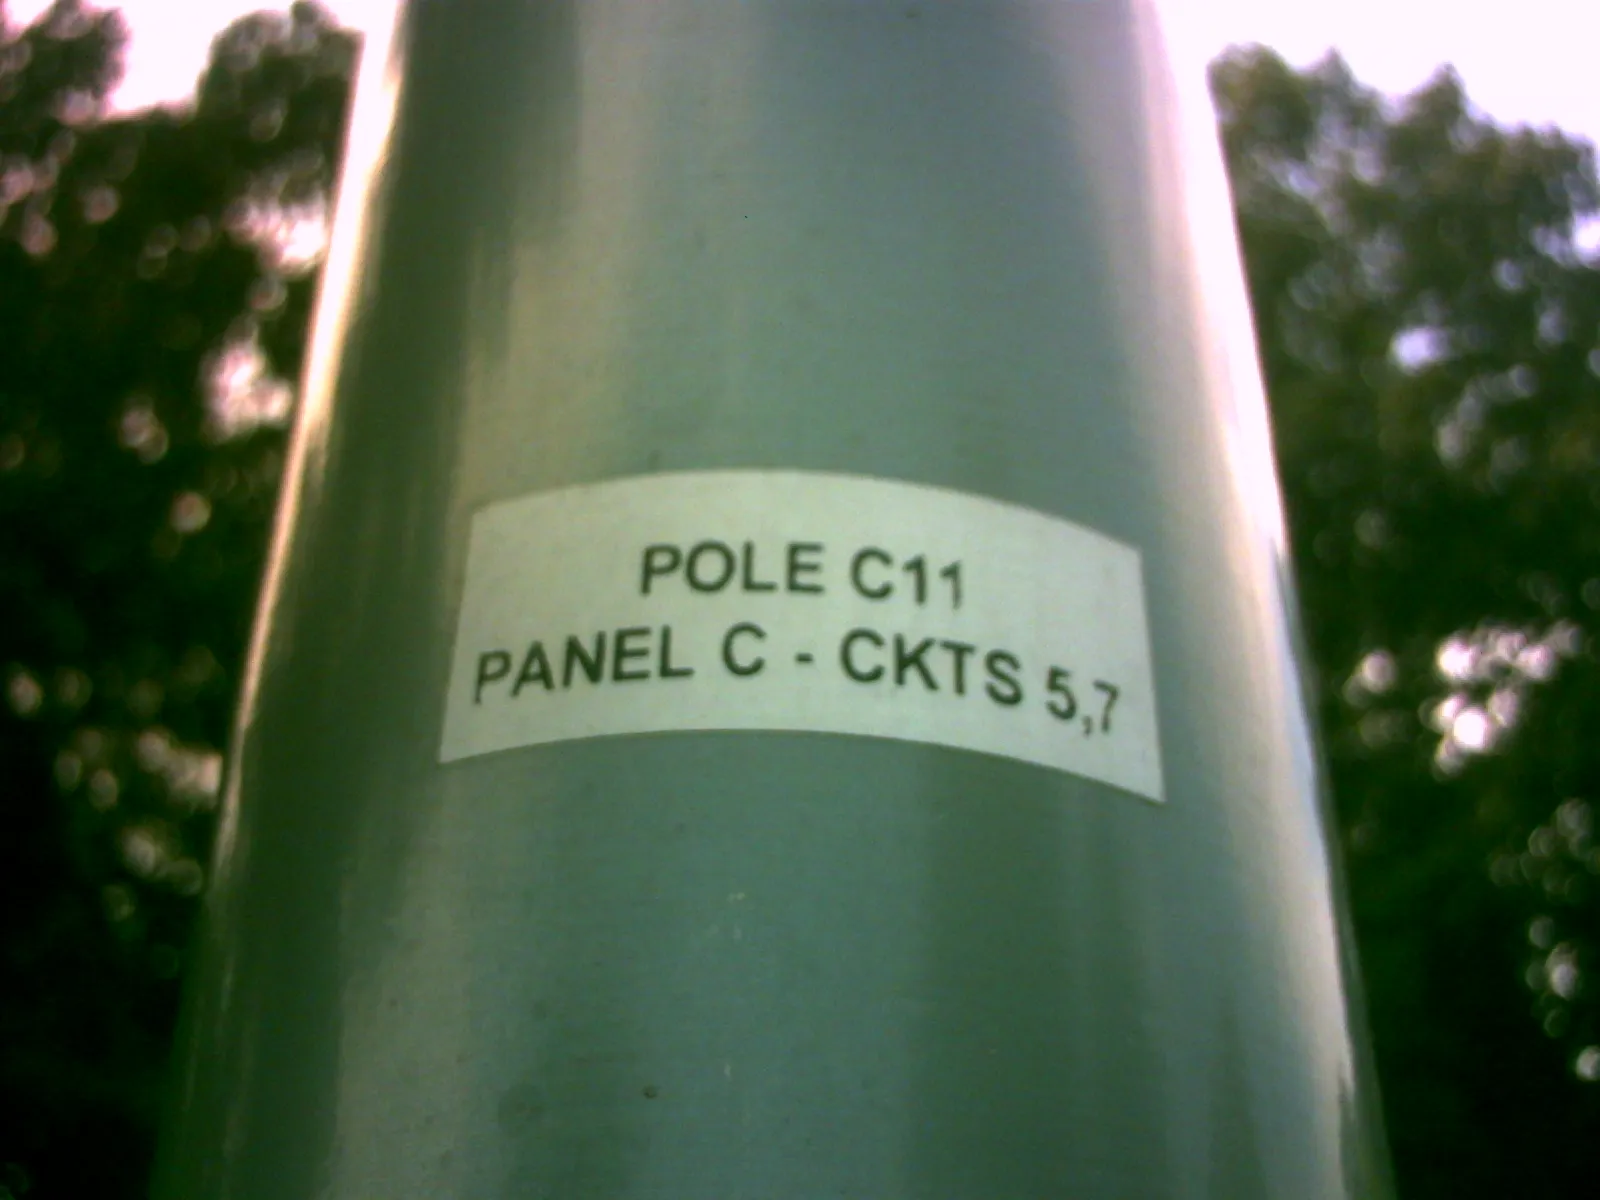 POLE C11
PANEL C - CKTS 5,7